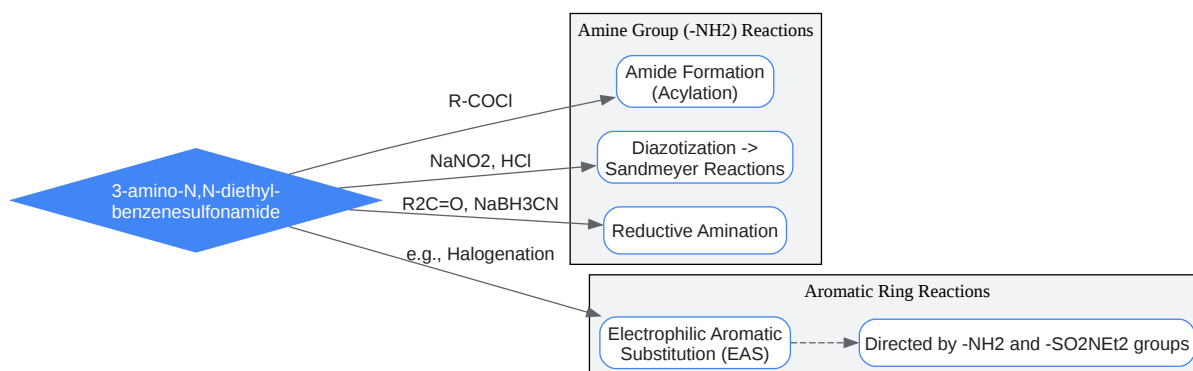 Amine Group (-NH2) Reactions
Amide Formation
(Acylation)
R-COCl
Diazotization ->
Sandmeyer Reactions
NaNO2, HCl
3-amino-N,N-diethyl-
benzenesulfonamide
R2C=O, NaBH3CN
Reductive Amination
e.g., Halogenation
Aromatic Ring Reactions
Electrophilic Aromatic
Substitution (EAS)
Directed by -NH2 and -SO2NEt2 groups